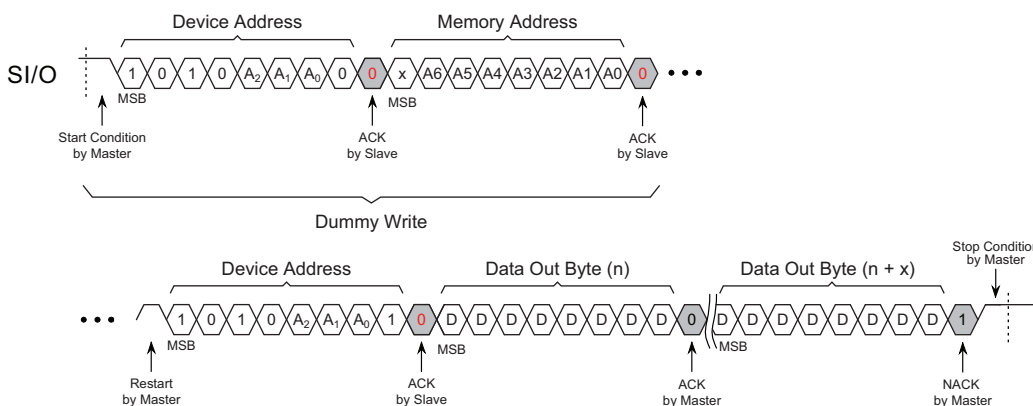 Device Address Memory Address
SI/O 1 0 1 0 A2 A1 A0 0 0 x A6 A5 A4 A3 A2 A1 A0 0 •••
MSB MSB
Start Condition
by Master
ACK
by Slave
ACK
by Slave
Dummy Write
Stop Condition
by Master
Device Address Data Out Byte (n) Data Out Byte (n + x)
••• 1 0 1 0 A2 A1 A0 1 0 D D D D D D D D 0 D D D D D D D D 1
MSB MSB MSB
Restart
by Master
ACK
by Slave
ACK
by Master
NACK
by Master